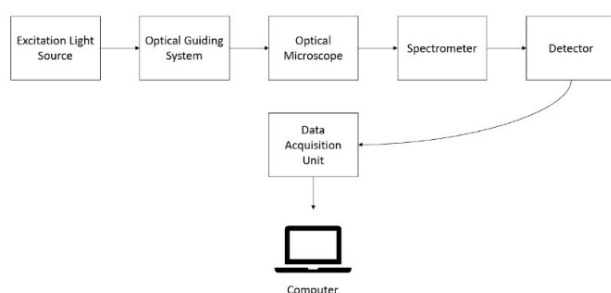 Excitation Light
Source
Optical Guiding
System
Optical
Microscope
Spectrometer
Detector
Data
Acquisition
Unit
Computer